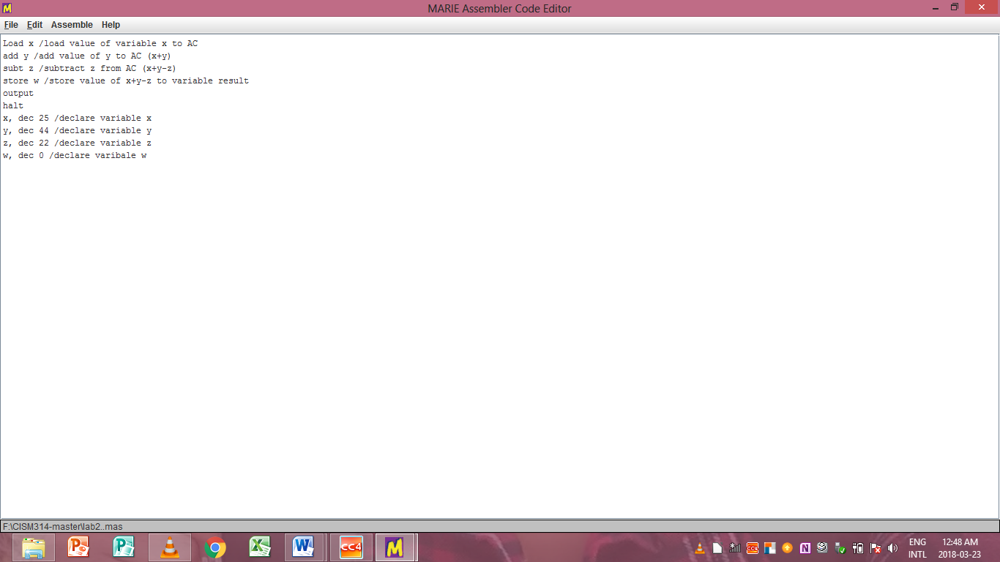 MARIE Assembler Code Editor
File Edit Assemble Help
Load x /load value of variable x to AC
add y /add value of y to AC (x+y)
subt z /subtract z from AC (x+y-z)
store w /store value of x+y-z to variable result
output
halt
x, dec 25 /declare variable x
y, dec 44 /declare variable y
z, dec 22 /declare variable z
w, dec 0 /declare varibale w
F:\CISM314-master\lab2..mas
CC4
ENG 12:48 AM
INTL 2018-03-23